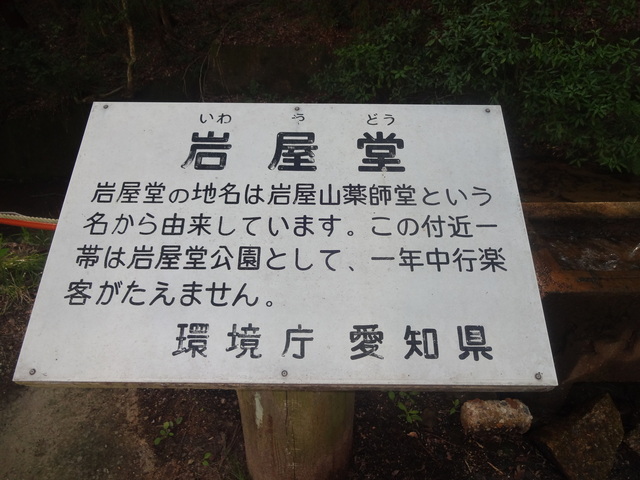 いわ や どう
岩屋堂
岩屋堂の地名は岩屋山薬師堂という
名から由来しています。この付近一
帯は岩屋堂公園として、一年中行楽
客がたえません。
環境庁 愛知県